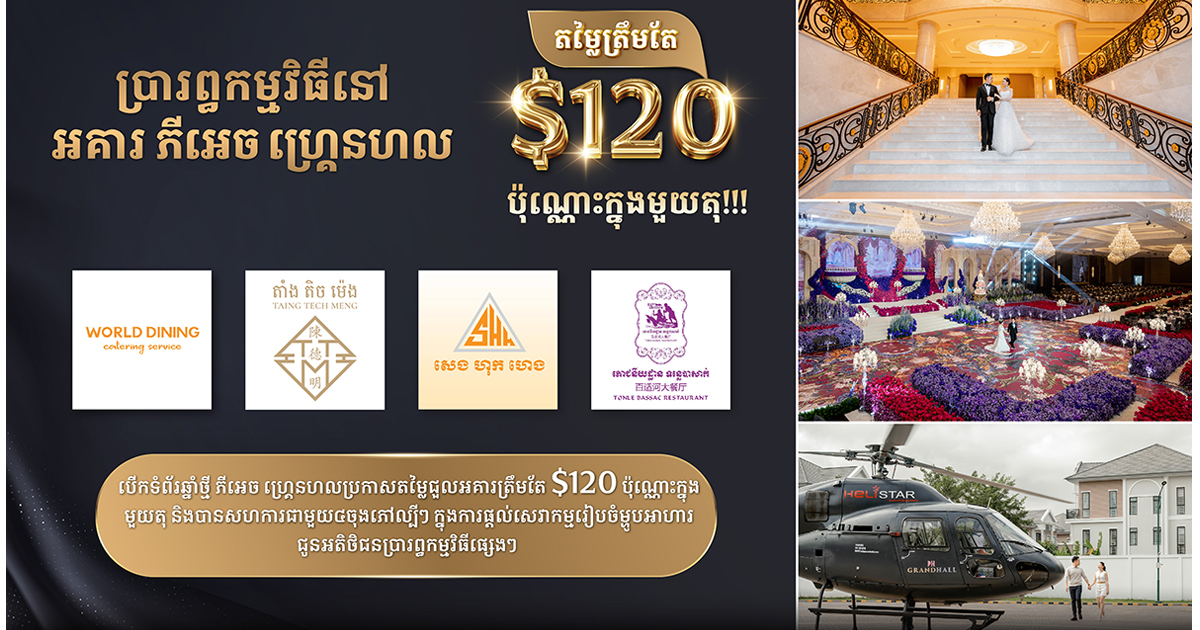 តម្លៃត្រឹមតែ
$120
ប៉ុណ្ណោះក្នុងមួយតុ!!!
ប្រារព្ធកម្មវិធីនៅ
អគារ ភីអេច ហ្គ្រេនហល
WORLD DINING
catering service
តាំង តិច ម៉េង
TAING TECH MENG
陳
德
明
SHH
សេង ហុក ហេង
ភោជនីយដ្ឋាន ទន្លេបាសាក់
百适河大餐厅
TONLE BASSAC RESTAURANT
បើកទំព័រឆ្នាំថ្មី ភីអេច ហ្គ្រេនហលប្រកាសតម្លៃជួលអគារត្រឹមតែ $120 ប៉ុណ្ណោះក្នុង
មួយតុ និងបានសហការជាមួយ៤ចុងភៅល្បីៗ ក្នុងការផ្តល់សេវាកម្មរៀបចំម្ហូបអាហារ
ជូនអតិថិជនប្រារព្ធកម្មវិធីផ្សេងៗ
HELISTAR
PH
GRANDHALL